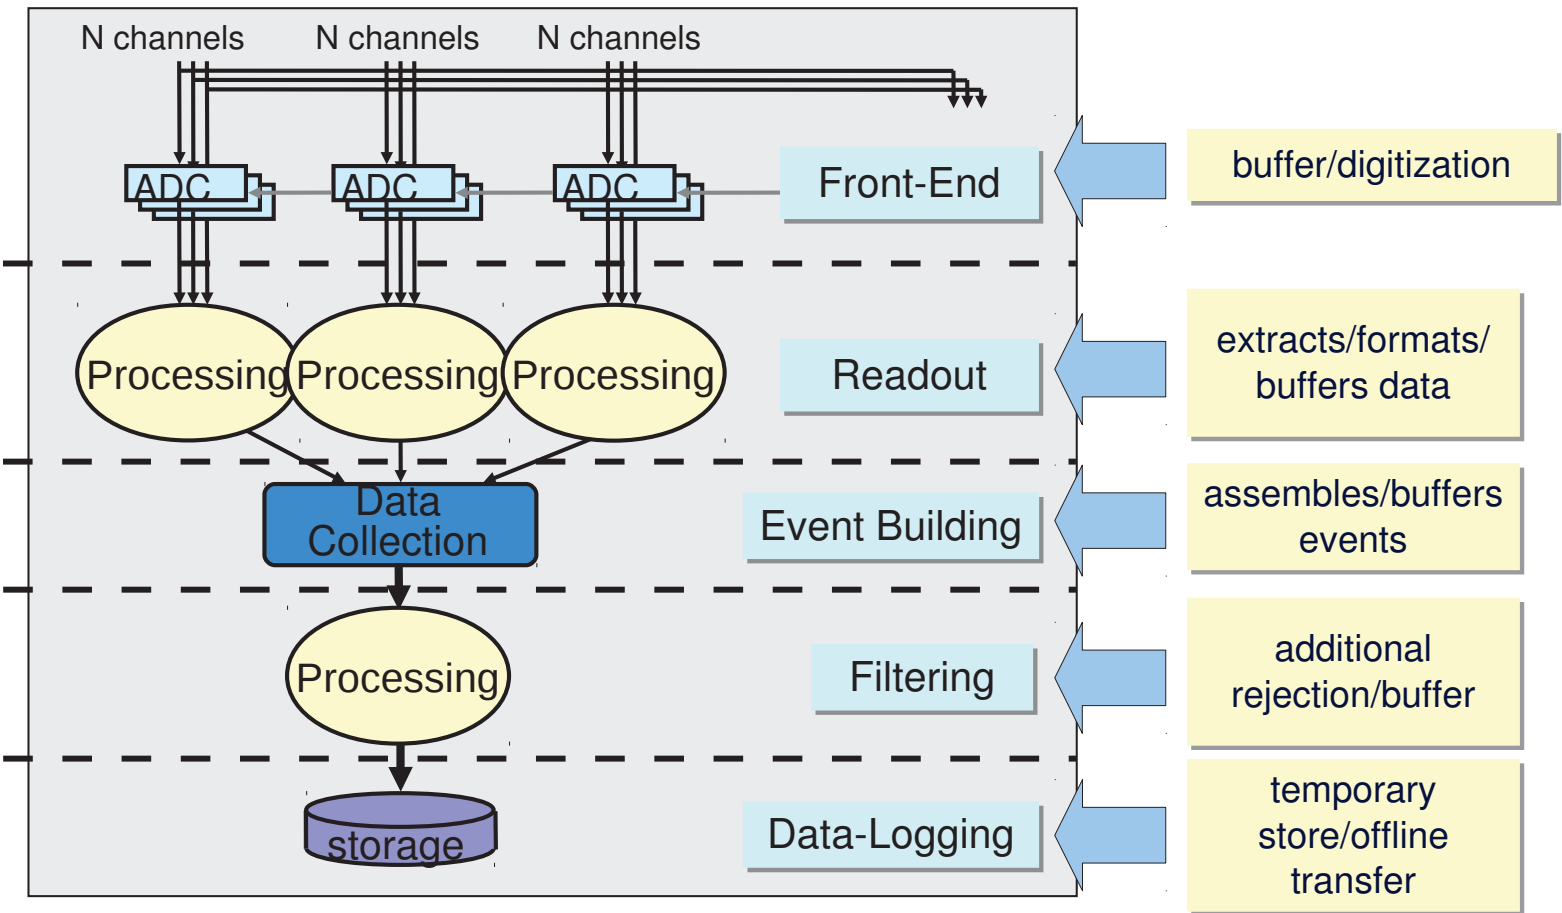 N channels
N channels
N channels
ADC
ADC
ADC
Front-End
buffer/digitization
Processing
Processing
Processing
Readout
extracts/formats/
buffers data
Data
Collection
Event Building
assembles/buffers
events
Processing
Filtering
additional
rejection/buffer
storage
Data-Logging
temporary
store/offline
transfer